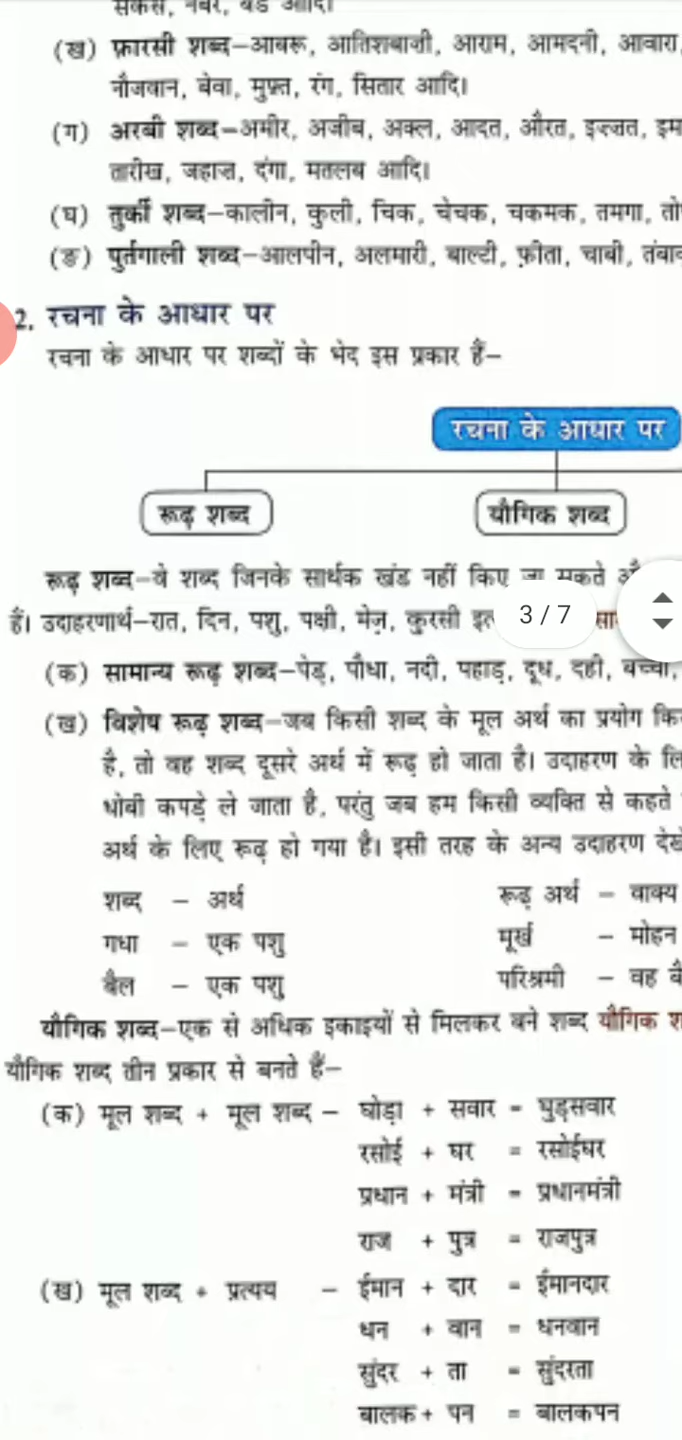 (ख) फ़ारसी शब्द–आबरू, आतिशबाज़ी, आराम, आमदनी, आवारा,
नौजवान, बेवा, मुफ़्त, रंग, सितार आदि।
(ग) अरबी शब्द–अमीर, अजीब, अक्ल, आदत, औरत, इज्ज़त,
तारीख, जहाज़, दंगा, मतलब आदि।
(घ) तुर्की शब्द–कालीन, कुली, चिक, चेचक, चकमक, तमगा,
(ङ) पुर्तगाली शब्द–आलपीन, अलमारी, बाल्टी, फ़ीता, चाबी,
2. रचना के आधार पर
रचना के आधार पर शब्दों के भेद इस प्रकार हैं–
रचना के आधार पर
रूढ़ शब्द यौगिक शब्द
रूढ़ शब्द–वे शब्द जिनके सार्थक खंड नहीं किए जा सकते
हैं। उदाहरणार्थ–रात, दिन, पशु, पक्षी, मेज़, कुरसी
3 / 7
(क) सामान्य रूढ़ शब्द–पेड़, पौधा, नदी, पहाड़, दूध, दही, बच्चा,
(ख) विशेष रूढ़ शब्द–जब किसी शब्द के मूल अर्थ का प्रयोग
है, तो वह शब्द दूसरे अर्थ में रूढ़ हो जाता है। उदाहरण के
धोबी कपड़े ले जाता है, परंतु जब हम किसी व्यक्ति से कहते
अर्थ के लिए रूढ़ हो गया है। इसी तरह के अन्य उदाहरण
शब्द – अर्थ रूढ़ अर्थ – वाक्य
गधा – एक पशु मूर्ख – मोहन
बैल – एक पशु परिश्रमी – वह
यौगिक शब्द–एक से अधिक इकाइयों से मिलकर बने शब्द यौगिक
यौगिक शब्द तीन प्रकार से बनते हैं–
(क) मूल शब्द + मूल शब्द – घोड़ा + सवार = घुड़सवार
रसोई + घर = रसोईघर
प्रधान + मंत्री = प्रधानमंत्री
राज + पुत्र = राजपुत्र
(ख) मूल शब्द + प्रत्यय – ईमान + दार = ईमानदार
धन + वान = धनवान
सुंदर + ता = सुंदरता
बालक + पन = बालकपन